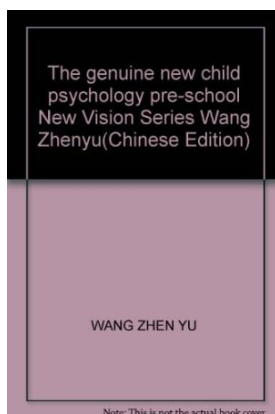 The genuine new child
psychology pre-school
New Vision Series Wang
Zhenyu(Chinese Edition)
WANG ZHEN YU
Note: This is not the actual book cover